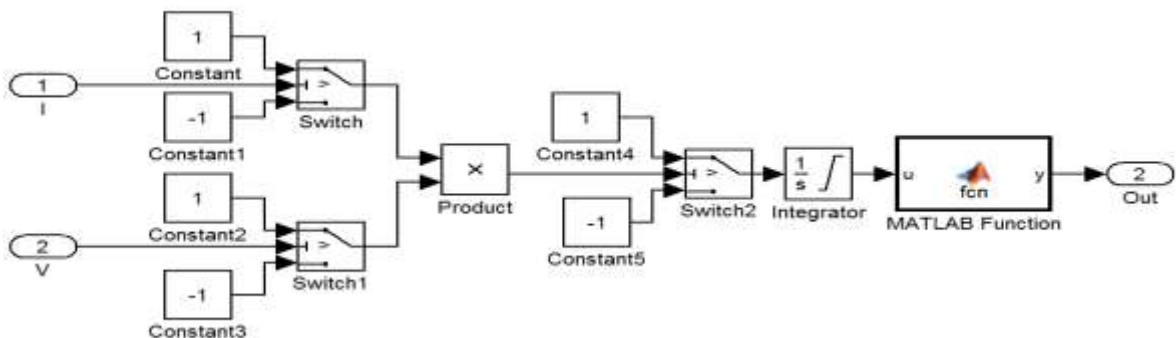 1
Constant
1
I
>
Switch
-1
Constant1
×
Product
1
Constant4
>
Switch2
1
s
Integrator
u
fcn
y
MATLAB Function
2
Out
1
Constant2
2
V
>
Switch1
-1
Constant5
-1
Constant3